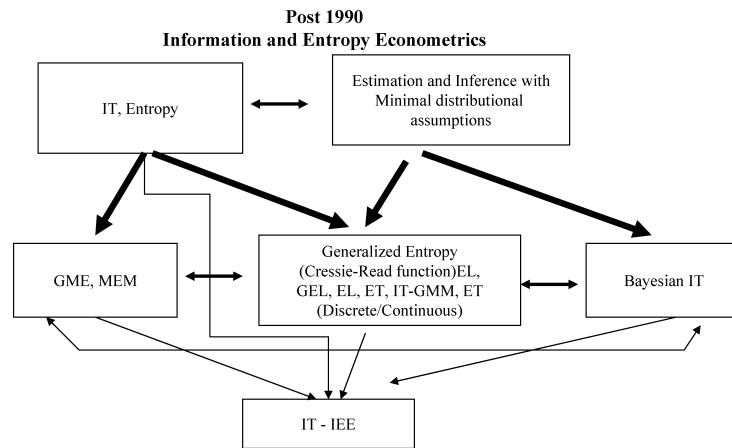 Post 1990
Information and Entropy Econometrics
IT, Entropy
Estimation and Inference with
Minimal distributional
assumptions
GME, MEM
Generalized Entropy
(Cressie-Read function)EL,
GEL, EL, ET, IT-GMM, ET
(Discrete/Continuous)
Bayesian IT
IT - IEE